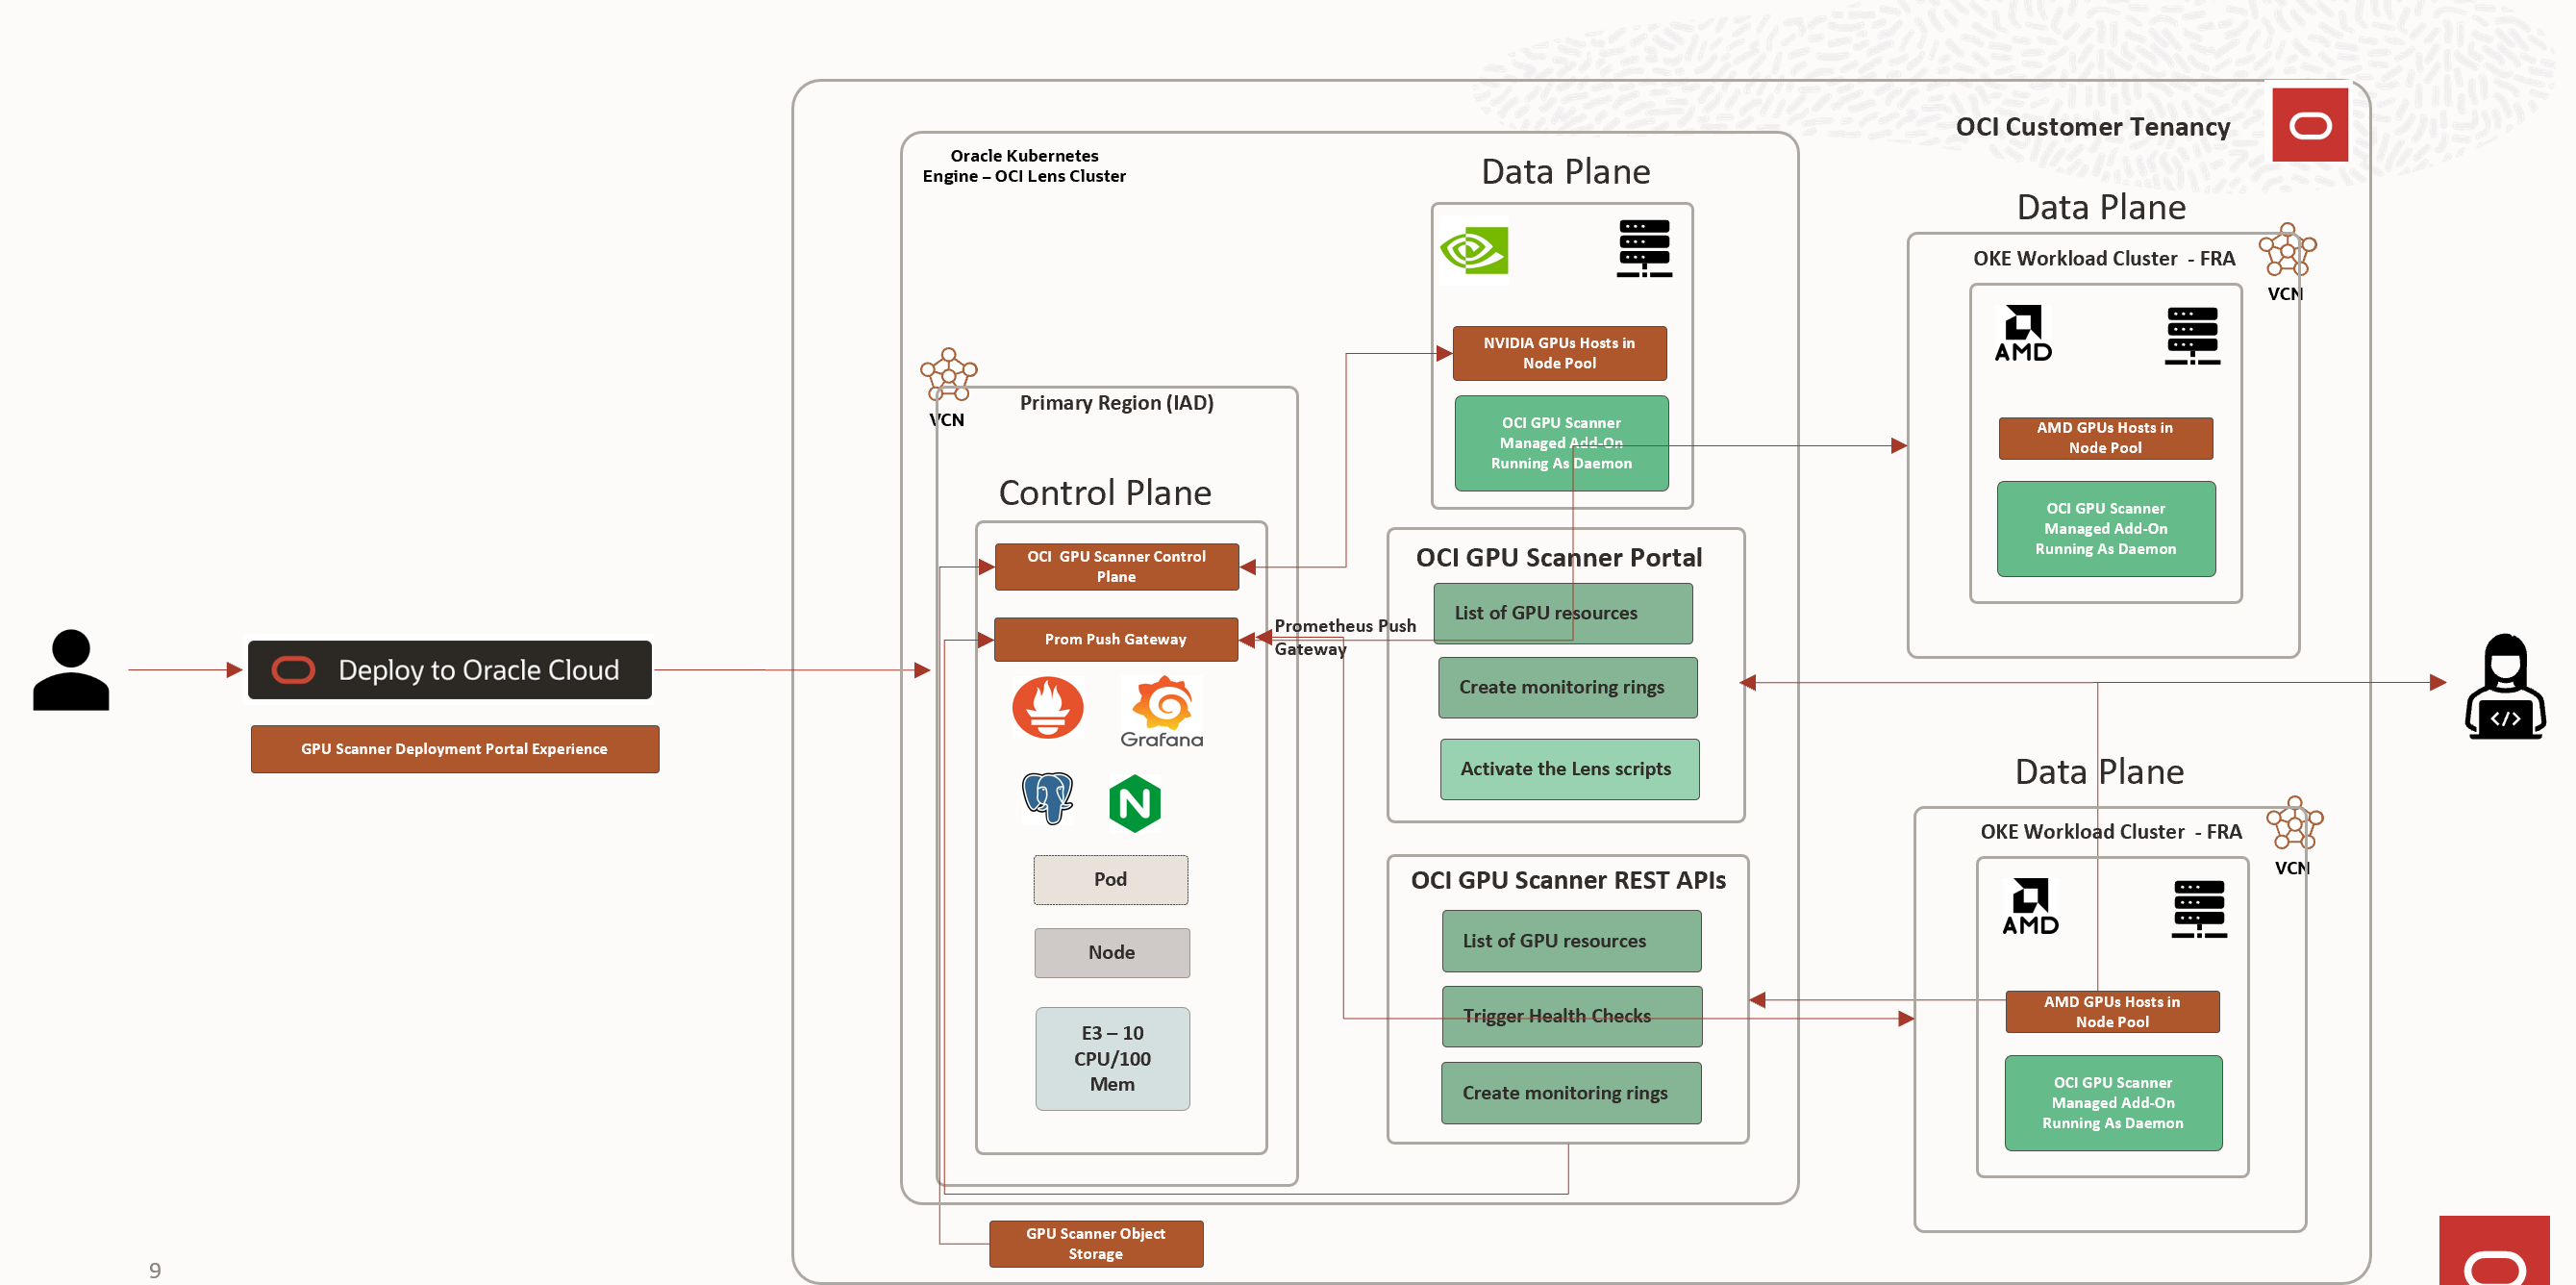 OCI Customer Tenancy
Oracle Kubernetes
Engine – OCI Lens Cluster
Data Plane
NVIDIA GPUs Hosts in
Node Pool
OCI GPU Scanner
Managed Add-On
Running As Daemon
Data Plane
OKE Workload Cluster  - FRA
VCN
AMD
AMD GPUs Hosts in
Node Pool
OCI GPU Scanner
Managed Add-On
Running As Daemon
VCN
Primary Region (IAD)
Control Plane
OCI  GPU Scanner Control
Plane
Prom Push Gateway
Prometheus Push
Gateway
Grafana
N
Pod
Node
E3 – 10
CPU/100
Mem
OCI GPU Scanner Portal
List of GPU resources
Create monitoring rings
Activate the Lens scripts
OCI GPU Scanner REST APIs
List of GPU resources
Trigger Health Checks
Create monitoring rings
Deploy to Oracle Cloud
GPU Scanner Deployment Portal Experience
</>
Data Plane
OKE Workload Cluster  - FRA
VCN
AMD
AMD GPUs Hosts in
Node Pool
OCI GPU Scanner
Managed Add-On
Running As Daemon
GPU Scanner Object
Storage
9